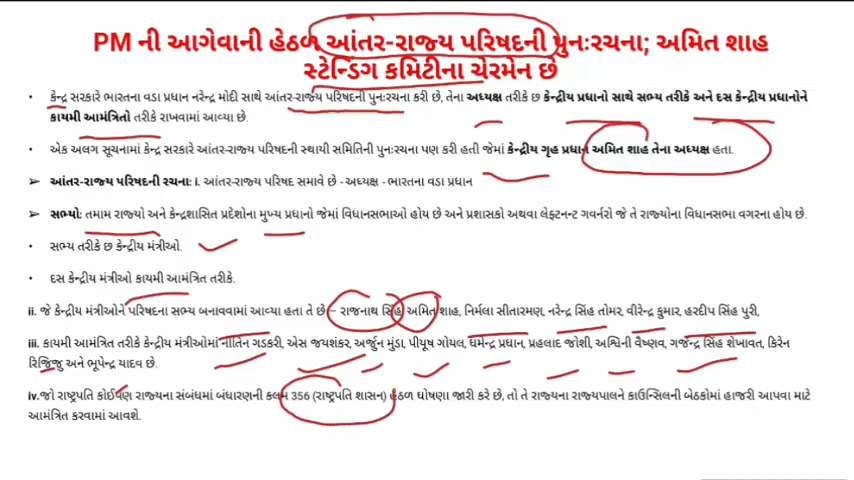 PM ની આગેવાની હેઠળ આંતર-રાજ્ય પરિષદની પુનઃરચના; અમિત શાહ
સ્ટેન્ડિંગ કમિટીના ચેરમેન છે
• કેન્દ્ર સરકારે ભારતના વડા પ્રધાન નરેન્દ્ર મોદી સાથે આંતર-રાજ્ય પરિષદની પુનઃરચના કરી છે, તેના અધ્યક્ષ તરીકે છ કેન્દ્રીય પ્રધાનો સાથે સભ્ય તરીકે અને દસ કેન્દ્રીય પ્રધાનોને
કાયમી આમંત્રિતો તરીકે રાખવામાં આવ્યા છે.
• એક અલગ સૂચનામાં કેન્દ્ર સરકારે આંતર-રાજ્ય પરિષદની સ્થાયી સમિતિની પુનઃરચના પણ કરી હતી જેમાં કેન્દ્રીય ગૃહ પ્રધાન અમિત શાહ તેના અધ્યક્ષ હતા.
➢ આંતર-રાજ્ય પરિષદની રચના: i. આંતર-રાજ્ય પરિષદ સમાવે છે - અધ્યક્ષ - ભારતના વડા પ્રધાન
➢ સભ્યો: તમામ રાજ્યો અને કેન્દ્રશાસિત પ્રદેશોના મુખ્ય પ્રધાનો જેમાં વિધાનસભાઓ હોય છે અને પ્રશાસકો અથવા લેફ્ટનન્ટ ગવર્નરો જે તે રાજ્યોના વિધાનસભા વગરના હોય છે.
• સભ્ય તરીકે છ કેન્દ્રીય મંત્રીઓ.
• દસ કેન્દ્રીય મંત્રીઓ કાયમી આમંત્રિત તરીકે.
ii. જે કેન્દ્રીય મંત્રીઓને પરિષદના સભ્ય બનાવવામાં આવ્યા હતા તે છે – રાજનાથ સિંહ, અમિત શાહ, નિર્મલા સીતારમણ, નરેન્દ્ર સિંહ તોમર, વીરેન્દ્ર કુમાર, હરદીપ સિંહ પુરી,
iii. કાયમી આમંત્રિત તરીકે કેન્દ્રીય મંત્રીઓમાં નીતિન ગડકરી, એસ જયશંકર, અર્જુન મુંડા, પીયૂષ ગોયલ, ધર્મેન્દ્ર પ્રધાન, પ્રહલાદ જોશી, અશ્વિની વૈષ્ણવ, ગજેન્દ્ર સિંહ શેખાવત, કિરેન
રિજિજુ અને ભૂપેન્દ્ર યાદવ છે.
iv. જો રાષ્ટ્રપતિ કોઈપણ રાજ્યના સંબંધમાં બંધારણની કલમ 356 (રાષ્ટ્રપતિ શાસન) હેઠળ ઘોષણા જારી કરે છે, તો તે રાજ્યના રાજ્યપાલને કાઉન્સિલની બેઠકોમાં હાજરી આપવા માટે
આમંત્રિત કરવામાં આવશે.